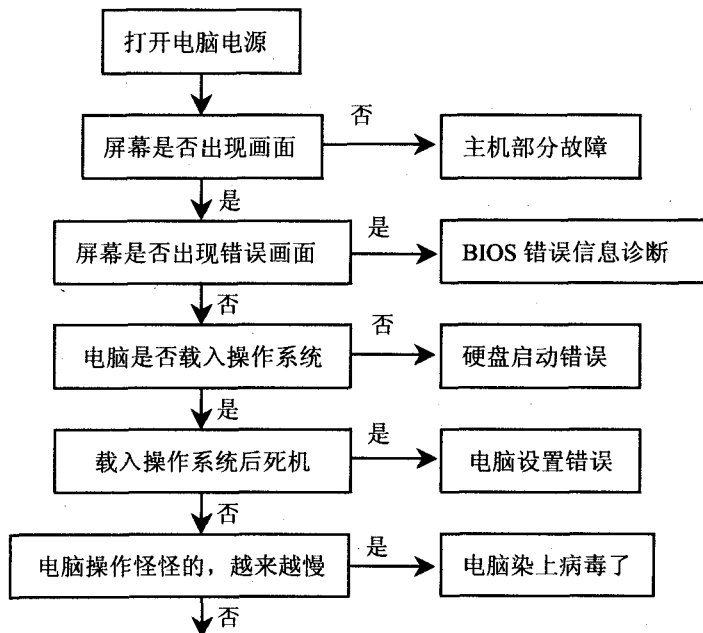 打开电脑电源
否
屏幕是否出现画面
主机部分故障
是
是
屏幕是否出现错误画面
BIOS 错误信息诊断
否
否
电脑是否载入操作系统
硬盘启动错误
是
是
载入操作系统后死机
电脑设置错误
否
是
电脑操作怪怪的，越来越慢
电脑染上病毒了
否